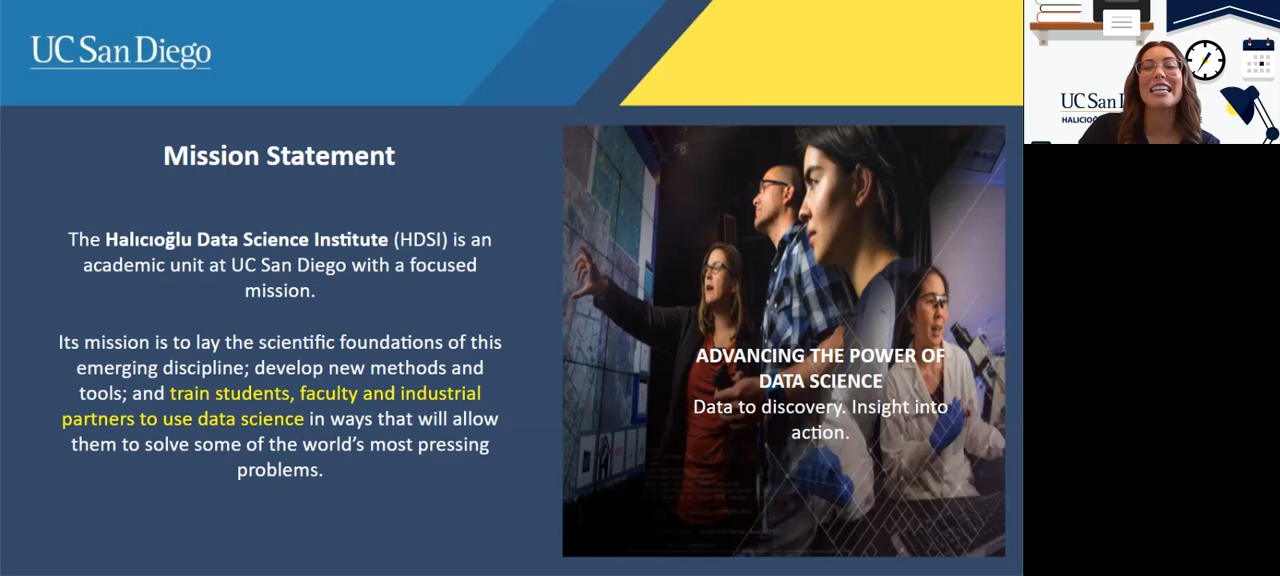 UC San Diego
Mission Statement
The Halıcıoğlu Data Science Institute (HDSI) is an
academic unit at UC San Diego with a focused
mission.
Its mission is to lay the scientific foundations of this
emerging discipline; develop new methods and
tools; and train students, faculty and industrial
partners to use data science in ways that will allow
them to solve some of the world’s most pressing
problems.
ADVANCING THE POWER OF
DATA SCIENCE
Data to discovery. Insight into
action.
UC San